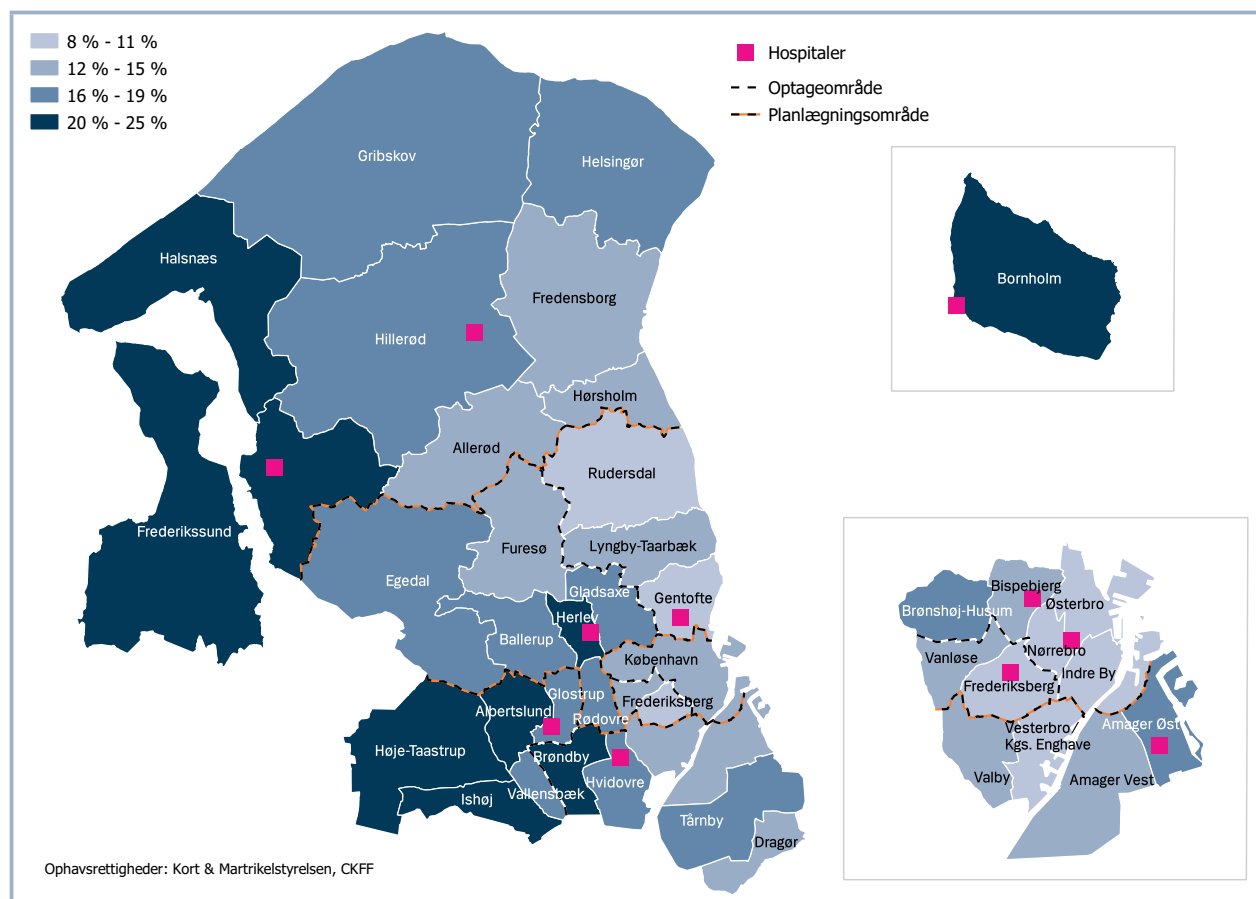 8 % - 11 %
12 % - 15 %
16 % - 19 %
20 % - 25 %
Hospitaler
Optageområde
Planlægningsområde
Gribskov
Helsingør
Halsnæs
Fredensborg
Hillerød
Hørsholm
Allerød
Rudersdal
Frederikssund
Furesø
Lyngby-Taarbæk
Egedal
Gladsaxe
Gentofte
Herlev
Ballerup
København
Glostrup
Frederiksberg
Albertslund
Rødovre
Høje-Taastrup
Brøndby
Hvidovre
Vallensbæk
Ishøj
Tårnby
Dragør
Bornholm
Bispebjerg
Brønshøj-Husum
Østerbro
Nørrebro
Vanløse
Indre By
Frederiksberg
Vesterbro
Kgs. Enghave
Amager Øst
Valby
Amager Vest
Ophavsrettigheder: Kort & Martrikelstyrelsen, CKFF